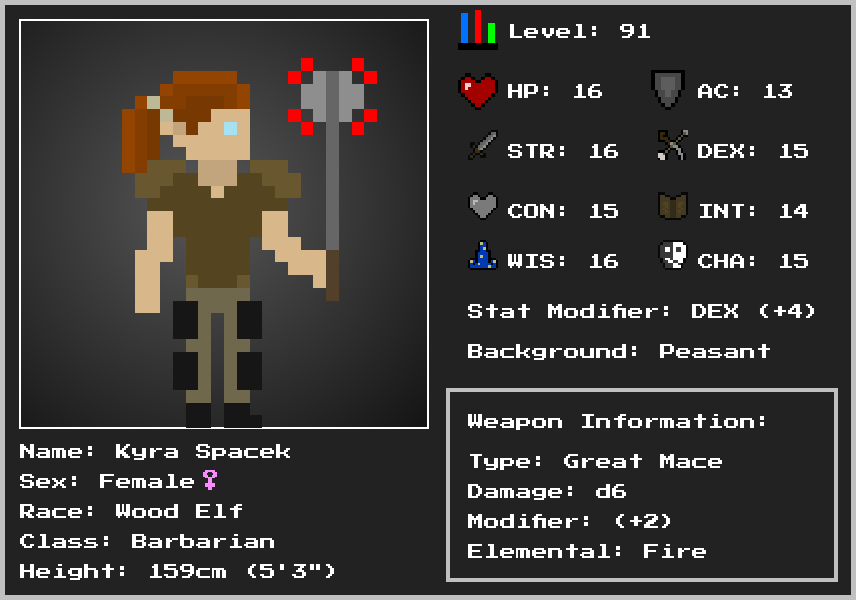 Level: 91
HP: 16
AC: 13
STR: 16
DEX: 15
CON: 15
INT: 14
WIS: 16
CHA: 15
Stat Modifier: DEX (+4)
Background: Peasant
Weapon Information:
Type: Great Mace
Damage: d6
Modifier: (+2)
Elemental: Fire
Name: Kyra Spacek
Sex: Female♀
Race: Wood Elf
Class: Barbarian
Height: 159cm (5'3")